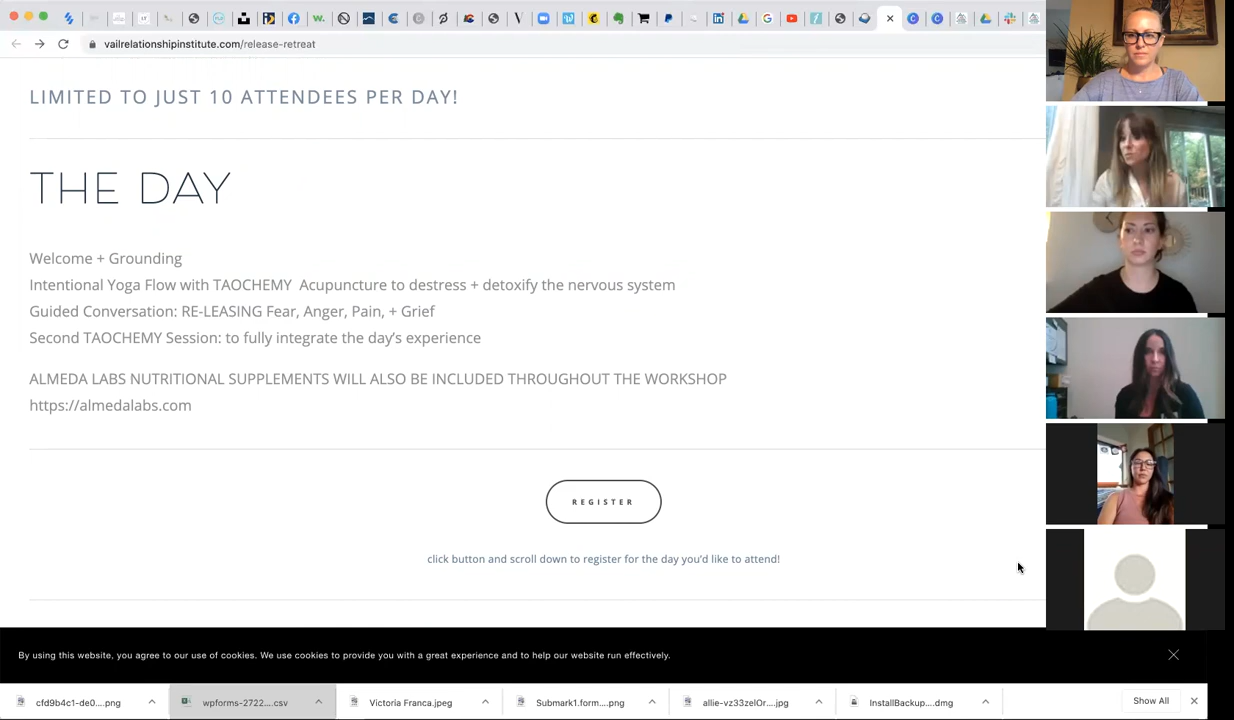 vailrelationshipinstitute.com/release-retreat
LIMITED TO JUST 10 ATTENDEES PER DAY!
THE DAY
Welcome + Grounding
Intentional Yoga Flow with TAOCHEMY  Acupuncture to destress + detoxify the nervous system
Guided Conversation: RE-LEASING Fear, Anger, Pain, + Grief
Second TAOCHEMY Session: to fully integrate the day’s experience
ALMEDA LABS NUTRITIONAL SUPPLEMENTS WILL ALSO BE INCLUDED THROUGHOUT THE WORKSHOP
https://almedalabs.com
REGISTER
click button and scroll down to register for the day you’d like to attend!
By using this website, you agree to our use of cookies. We use cookies to provide you with a great experience and to help our website run effectively.
cfd9b4c1-de0....png wpforms-2722....csv Victoria Franca.jpeg Submark1.form....png allie-vz33zelOr....jpg InstallBackup....dmg Show All